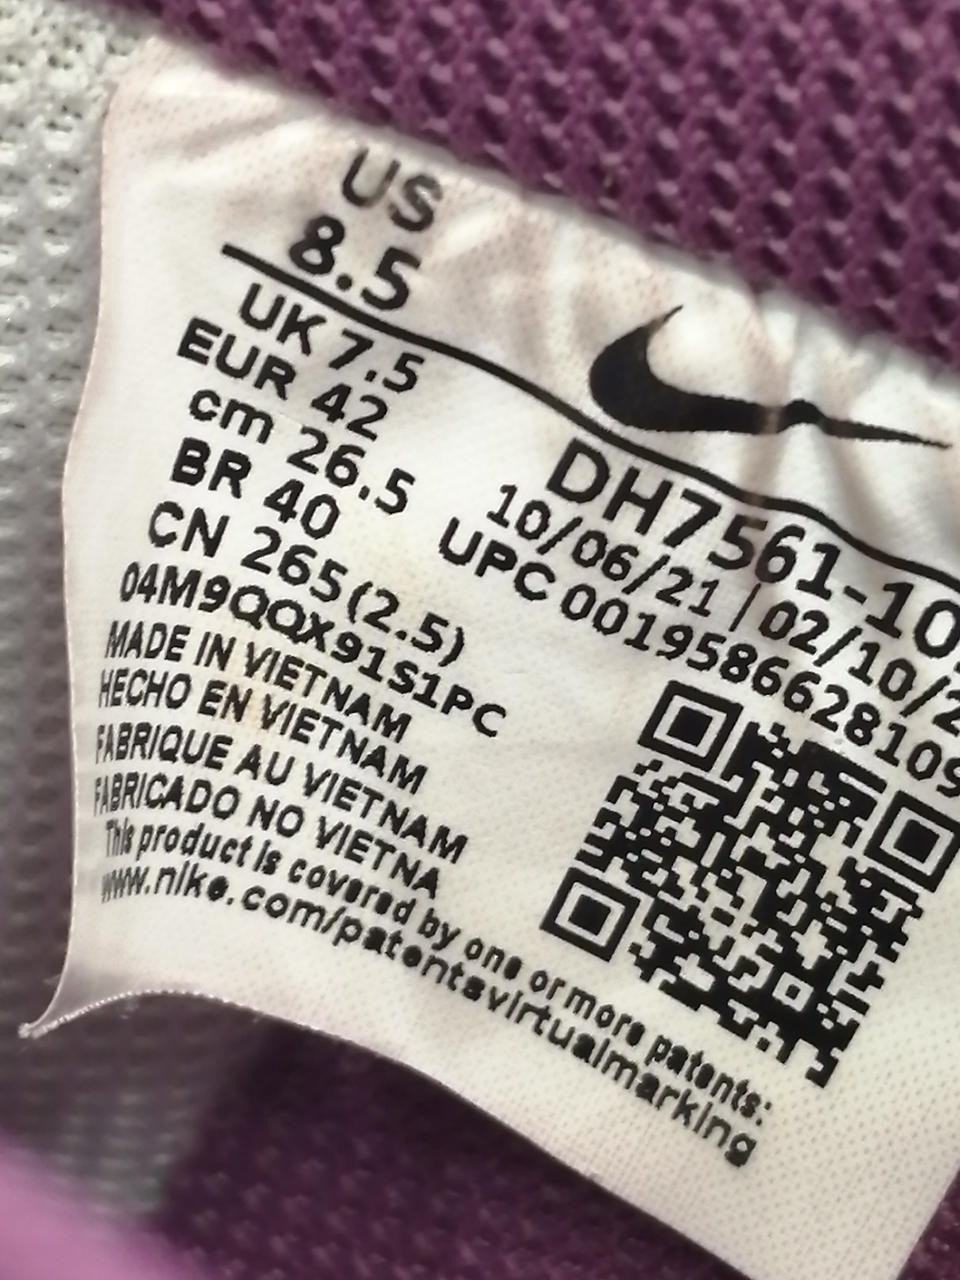 US
8.5
UK 7.5
EUR 42
cm 26.5
BR 40
CN 265(2.5)
04M9QQX91S1PC
MADE IN VIETNAM
HECHO EN VIETNAM
FABRIQUE AU VIETNAM
FABRICADO NO VIETNA
This product is covered by one or more patents:
www.nike.com/patentsvirtualmarking
DH7561-10
10/06/21 | 02/10/2
UPC 0019586628109